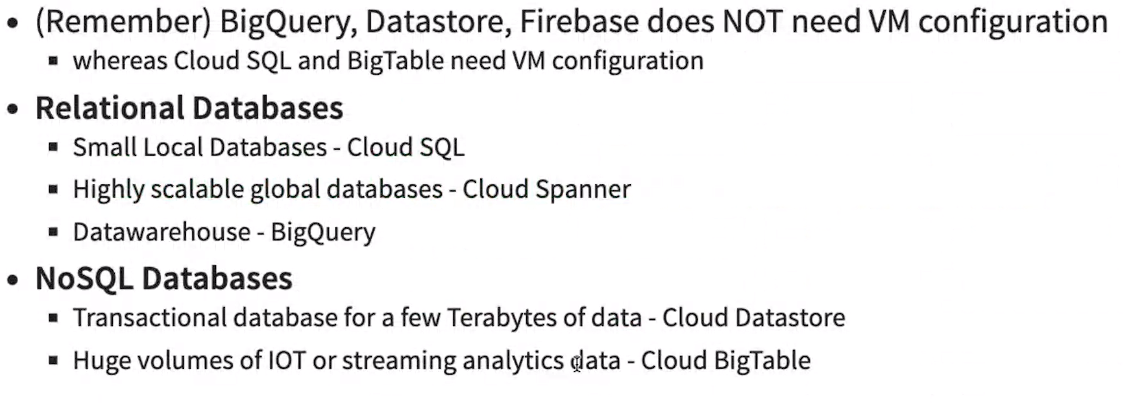 • (Remember) BigQuery, Datastore, Firebase does NOT need VM configuration
▪ whereas Cloud SQL and BigTable need VM configuration
• Relational Databases
▪ Small Local Databases - Cloud SQL
▪ Highly scalable global databases - Cloud Spanner
▪ Datawarehouse - BigQuery
• NoSQL Databases
▪ Transactional database for a few Terabytes of data - Cloud Datastore
▪ Huge volumes of IOT or streaming analytics data - Cloud BigTable